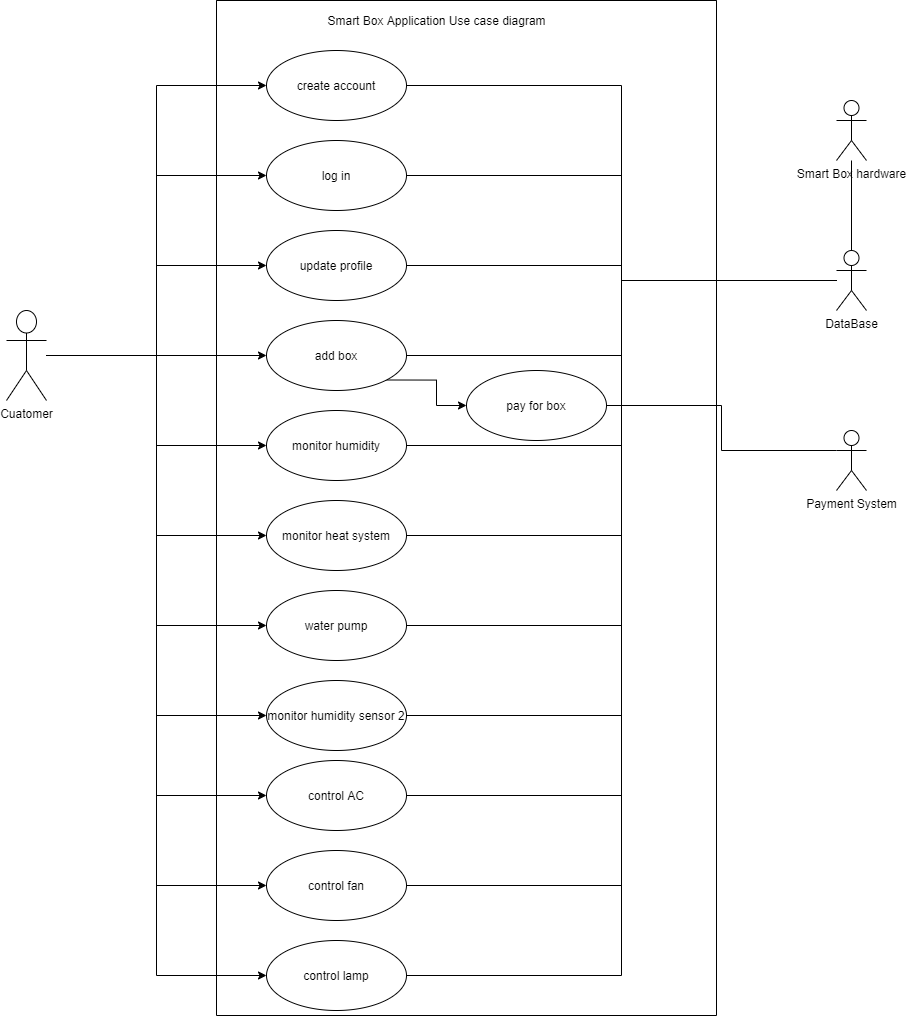 Smart Box Application Use case diagram
create account
log in
update profile
add box
pay for box
monitor humidity
monitor heat system
water pump
monitor humidity sensor 2
control AC
control fan
control lamp
Cuatomer
Smart Box hardware
DataBase
Payment System